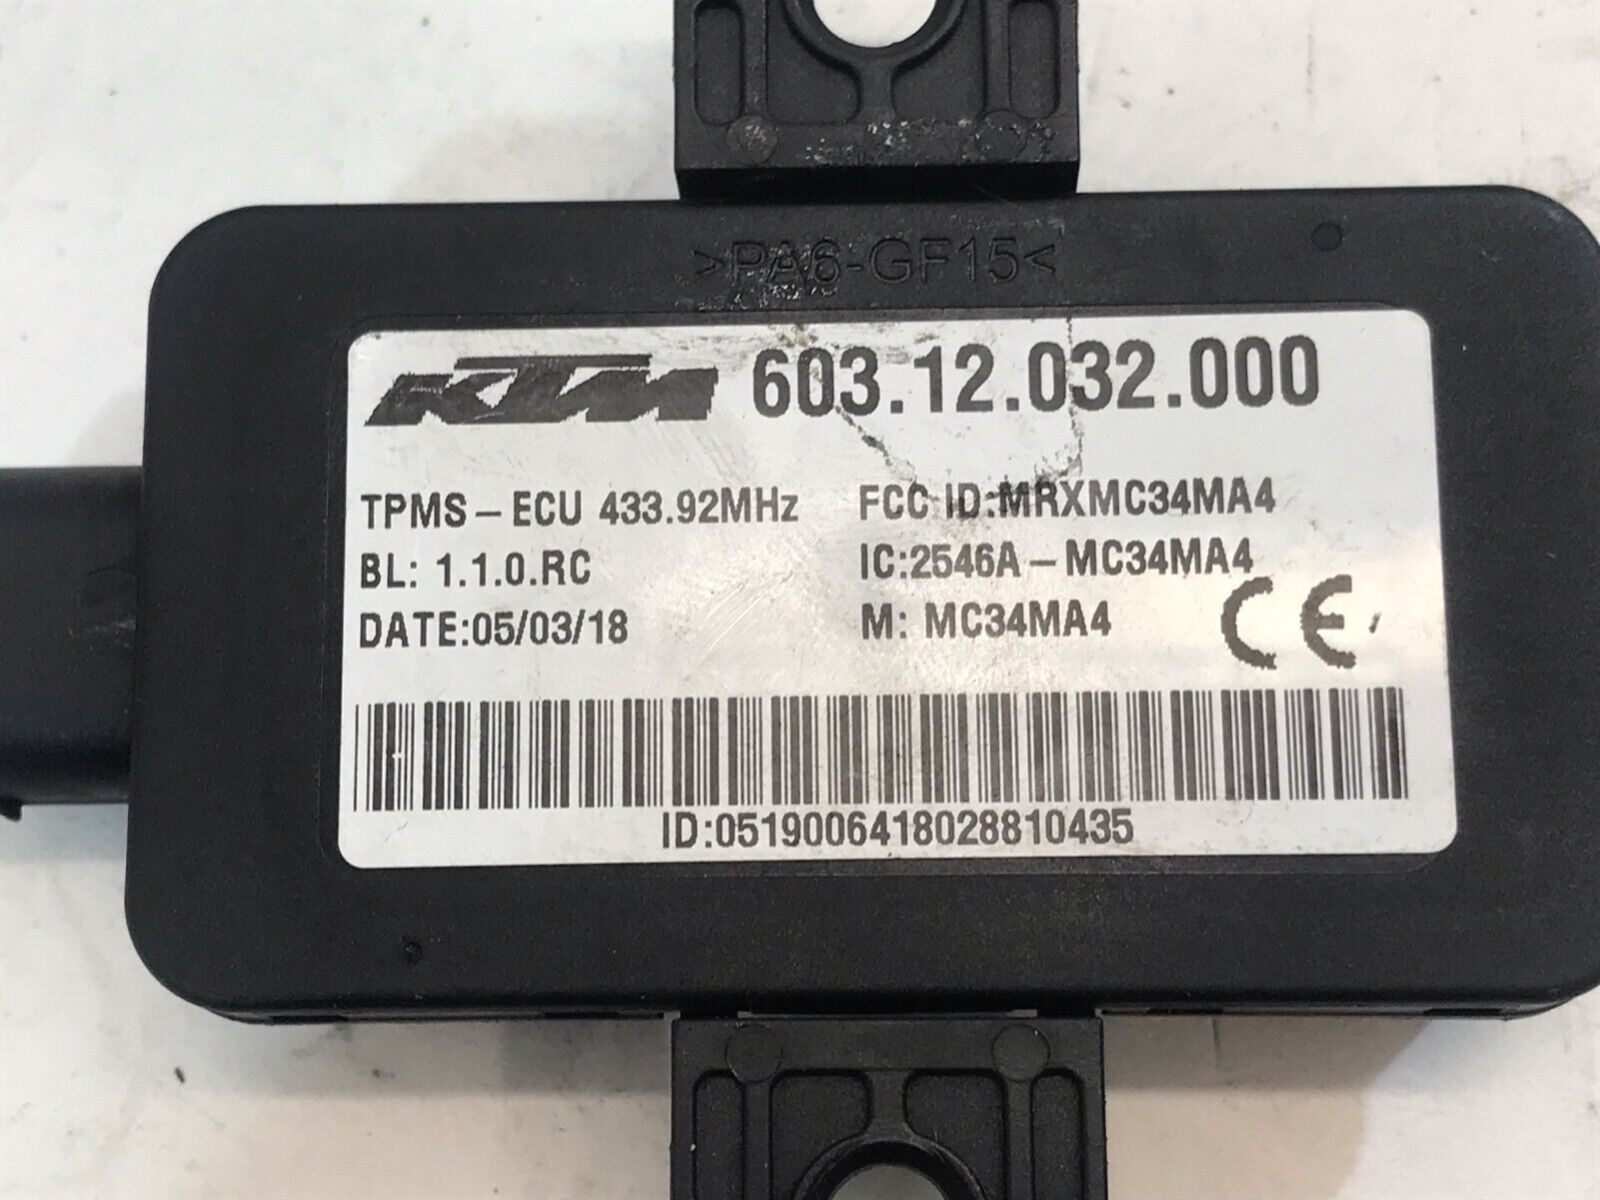 >PA6-GF15<
KTM 603.12.032.000
TPMS-ECU 433.92MHz FCC ID:MRXMC34MA4
BL: 1.1.0.RC IC:2546A-MC34MA4
DATE:05/03/18 M: MC34MA4 CE
ID:0519006418028810435